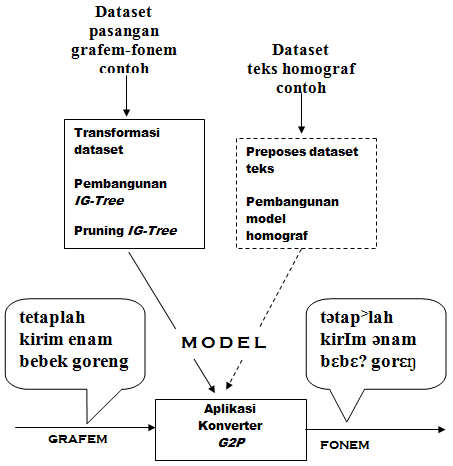 Dataset
pasangan
grafem-fonem
contoh
Dataset
teks homograf
contoh
Transformasi
dataset
Pembangunan
IG-Tree
Pruning IG-Tree
Preposes dataset
teks
Pembangunan
model
homograf
tetaplah
kirim enam
bebek goreng
MODEL
tətap˃lah
kirIm ənam
bɛbɛ? gorɛŋ
Aplikasi
Konverter
G2P
GRAFEM
FONEM